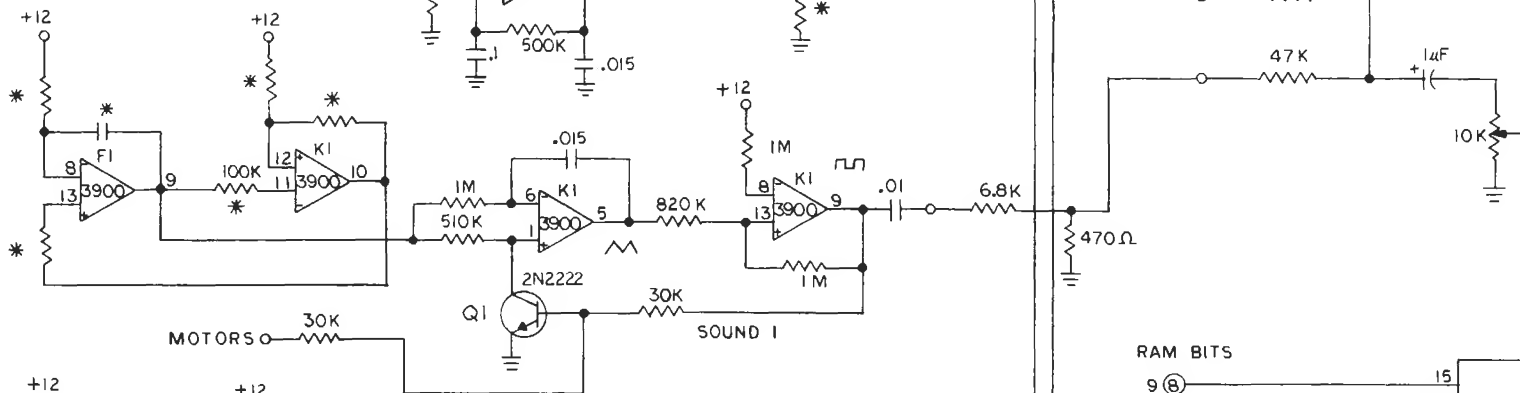 +12
+12
*
500K
.1
.015
47K
+
1µF
10K
*
*
*
*
+12
8
F1
3900
9
13
+
100K
*
12
+
K1
3900
10
11
-
*
1M
510K
.015
6
-
K1
3900
5
1
+
820K
1M
8
-
K1
3900
9
13
+
1M
.01
6.8K
470Ω
2N2222
Q1
30K
SOUND 1
MOTORS
30K
RAM BITS
9 8
15
+12
+12